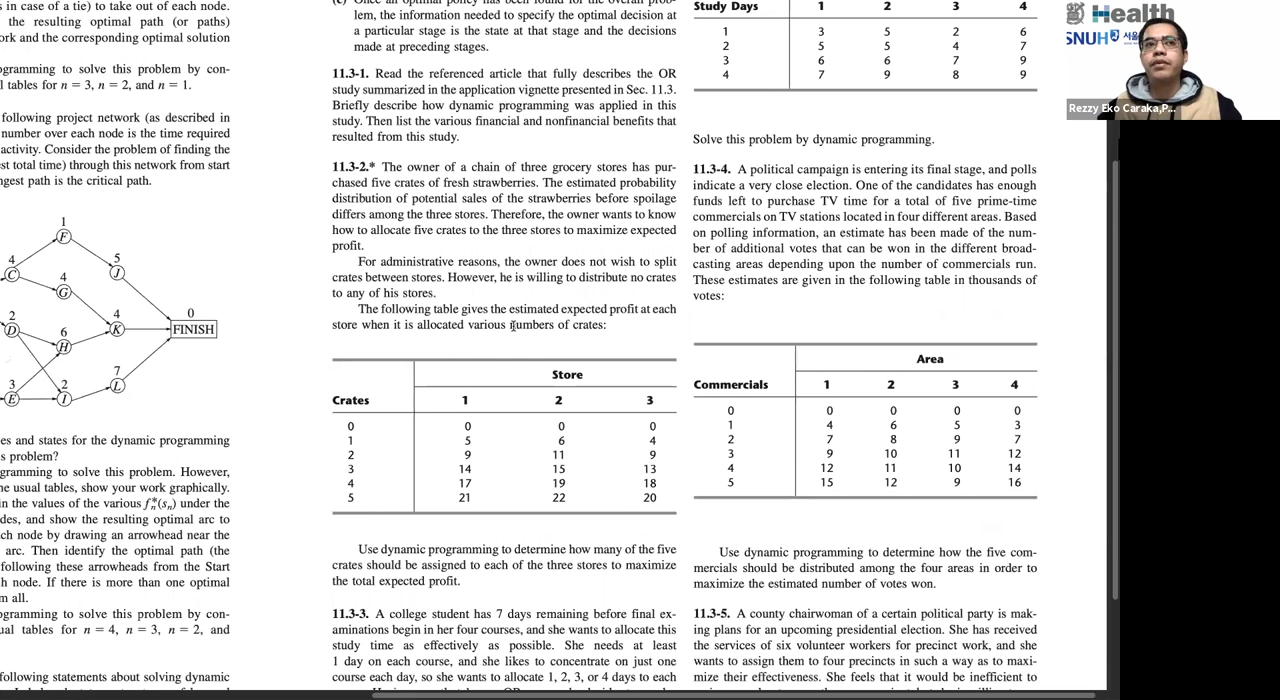 s in case of a tie) to take out of each node.
the resulting optimal path (or paths)
ork and the corresponding optimal solution
ogramming to solve this problem by con-
l tables for n = 3, n = 2, and n = 1.
following project network (as described in
number over each node is the time required
activity. Consider the problem of finding the
est total time) through this network from start
ngest path is the critical path.
1
F
4
C
5
J
4
G
2
D
6
H
4
K
0
FINISH
3
E
2
I
7
L
es and states for the dynamic programming
s problem?
ogramming to solve this problem. However,
he usual tables, show your work graphically.
in the values of the various f*n(sn) under the
des, and show the resulting optimal arc to
ch node by drawing an arrowhead near the
arc. Then identify the optimal path (the
following these arrowheads from the Start
h node. If there is more than one optimal
m all.
ogramming to solve this problem by con-
ual tables for n = 4, n = 3, n = 2, and
following statements about solving dynamic
(c) Once an optimal policy has been found for the overall prob-
lem, the information needed to specify the optimal decision at
a particular stage is the state at that stage and the decisions
made at preceding stages.
11.3-1. Read the referenced article that fully describes the OR
study summarized in the application vignette presented in Sec. 11.3.
Briefly describe how dynamic programming was applied in this
study. Then list the various financial and nonfinancial benefits that
resulted from this study.
11.3-2.* The owner of a chain of three grocery stores has pur-
chased five crates of fresh strawberries. The estimated probability
distribution of potential sales of the strawberries before spoilage
differs among the three stores. Therefore, the owner wants to know
how to allocate five crates to the three stores to maximize expected
profit.
For administrative reasons, the owner does not wish to split
crates between stores. However, he is willing to distribute no crates
to any of his stores.
The following table gives the estimated expected profit at each
store when it is allocated various numbers of crates:
Store
Crates 1 2 3
0 0 0 0
1 5 6 4
2 9 11 9
3 14 15 13
4 17 19 18
5 21 22 20
Use dynamic programming to determine how many of the five
crates should be assigned to each of the three stores to maximize
the total expected profit.
11.3-3. A college student has 7 days remaining before final ex-
aminations begin in her four courses, and she wants to allocate this
study time as effectively as possible. She needs at least
1 day on each course, and she likes to concentrate on just one
course each day, so she wants to allocate 1, 2, 3, or 4 days to each
Study Days 1 2 3 4
1 3 5 2 6
2 5 5 4 7
3 6 6 7 9
4 7 9 8 9
Solve this problem by dynamic programming.
11.3-4. A political campaign is entering its final stage, and polls
indicate a very close election. One of the candidates has enough
funds left to purchase TV time for a total of five prime-time
commercials on TV stations located in four different areas. Based
on polling information, an estimate has been made of the num-
ber of additional votes that can be won in the different broad-
casting areas depending upon the number of commercials run.
These estimates are given in the following table in thousands of
votes:
Area
Commercials 1 2 3 4
0 0 0 0 0
1 4 6 5 3
2 7 8 9 7
3 9 10 11 12
4 12 11 10 14
5 15 12 9 16
Use dynamic programming to determine how the five com-
mercials should be distributed among the four areas in order to
maximize the estimated number of votes won.
11.3-5. A county chairwoman of a certain political party is mak-
ing plans for an upcoming presidential election. She has received
the services of six volunteer workers for precinct work, and she
wants to assign them to four precincts in such a way as to maxi-
mize their effectiveness. She feels that it would be inefficient to
Health
SNUH 서울
Rezzy Eko Caraka,P...